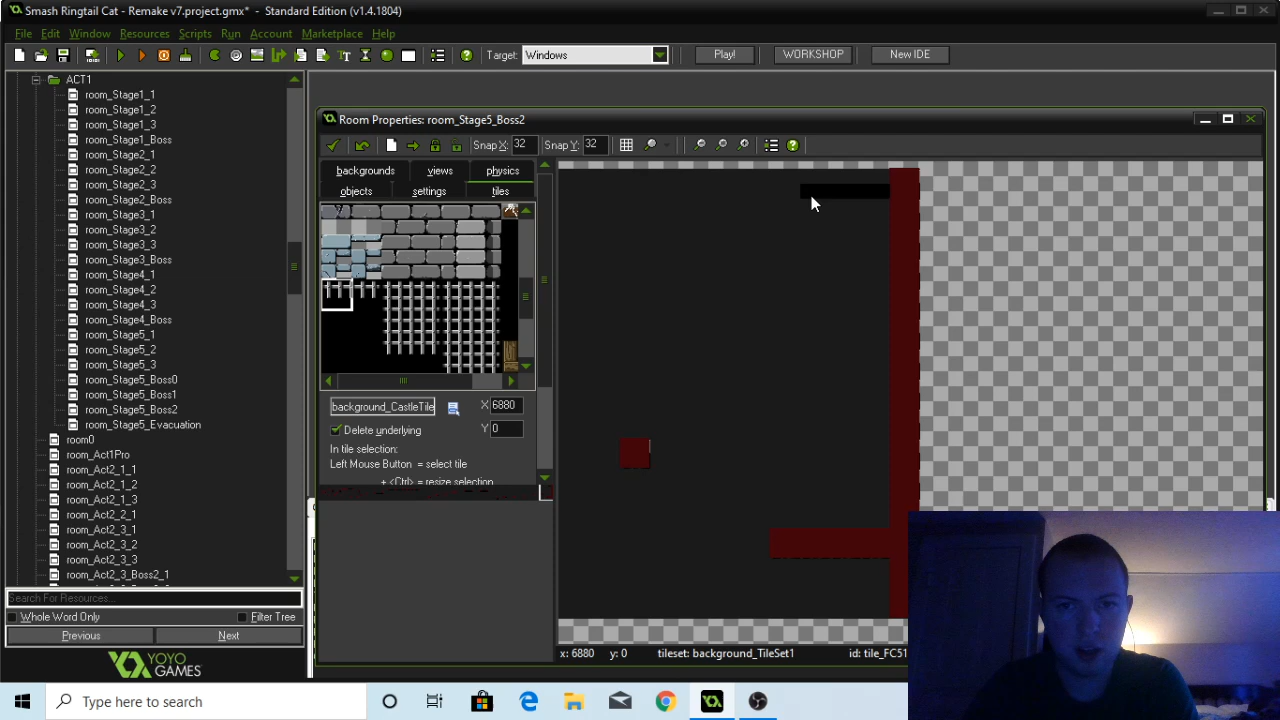 Smash Ringtail Cat - Remake v7.project.gmx* - Standard Edition (v1.4.1804)
File Edit Window Resources Scripts Run Account Marketplace Help
Target: Windows Play! WORKSHOP New IDE
ACT1
room_Stage1_1
room_Stage1_2
room_Stage1_3
room_Stage1_Boss
room_Stage2_1
room_Stage2_2
room_Stage2_3
room_Stage2_Boss
room_Stage3_1
room_Stage3_2
room_Stage3_3
room_Stage3_Boss
room_Stage4_1
room_Stage4_2
room_Stage4_3
room_Stage4_Boss
room_Stage5_1
room_Stage5_2
room_Stage5_3
room_Stage5_Boss0
room_Stage5_Boss1
room_Stage5_Boss2
room_Stage5_Evacuation
room0
room_Act1Pro
room_Act2_1_1
room_Act2_1_2
room_Act2_1_3
room_Act2_2_1
room_Act2_3_1
room_Act2_3_2
room_Act2_3_3
room_Act2_3_Boss2_1
Search For Resources...
Whole Word Only Filter Tree
Previous Next
YOYO GAMES
Room Properties: room_Stage5_Boss2
Snap X: 32 Snap Y: 32
backgrounds views physics
objects settings tiles
background_CastleTile X 6880
Delete underlying Y 0
In tile selection:
Left Mouse Button = select tile
+ <Ctrl> = resize selection
x: 6880 y: 0 tileset: background_TileSet1 id: tile_FC51
Type here to search